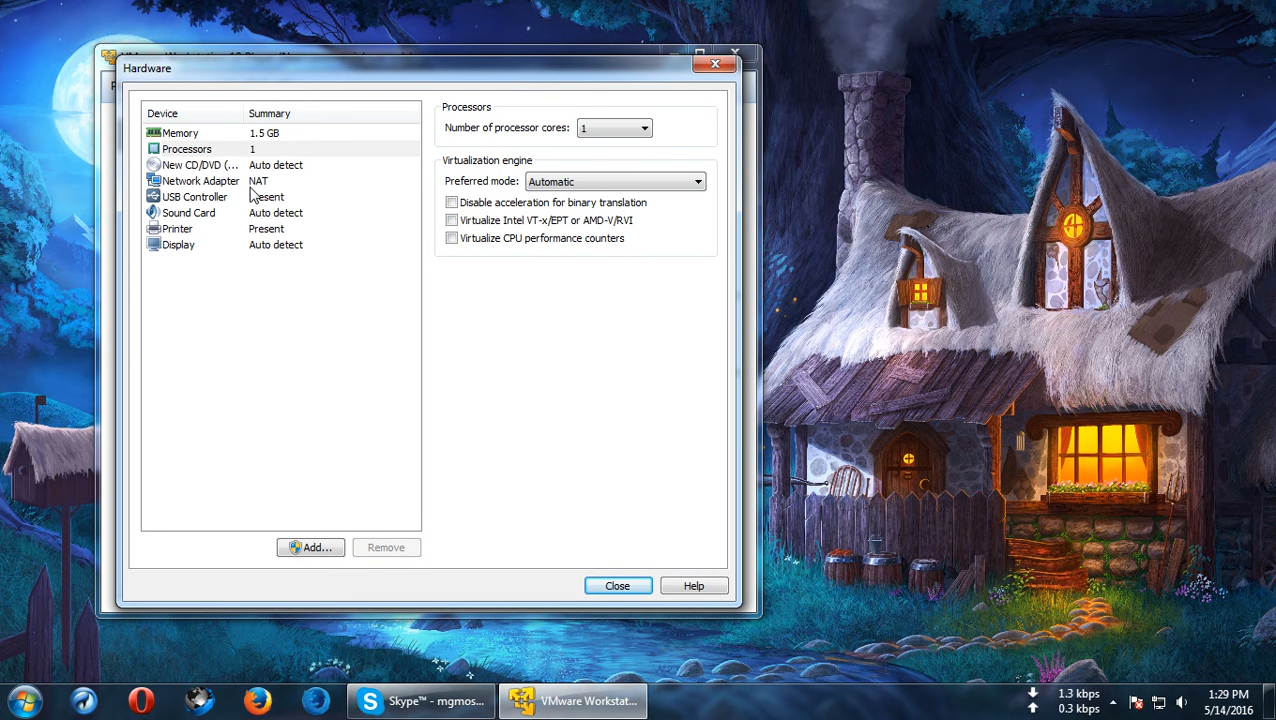 Hardware
Device Summary
Memory 1.5 GB
Processors 1
New CD/DVD (... Auto detect
Network Adapter NAT
USB Controller Present
Sound Card Auto detect
Printer Present
Display Auto detect
Add...
Remove
Processors
Number of processor cores: 1
Virtualization engine
Preferred mode: Automatic
Disable acceleration for binary translation
Virtualize Intel VT-x/EPT or AMD-V/RVI
Virtualize CPU performance counters
Close
Help
Skype™ - mgmos...
VMware Workstat...
1.3 kbps
0.3 kbps
1:29 PM
5/14/2016